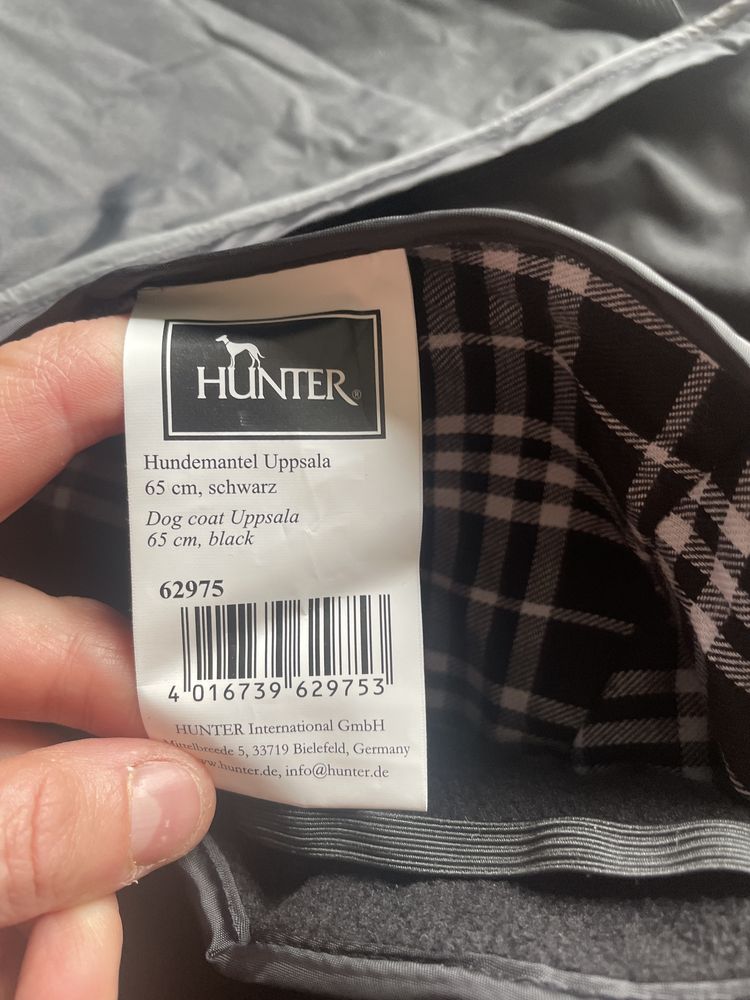 HUNTER®
Hundemantel Uppsala
65 cm, schwarz
Dog coat Uppsala
65 cm, black
62975
4 016739 629753
HUNTER International GmbH
Mittelbreede 5, 33719 Bielefeld, Germany
www.hunter.de, info@hunter.de